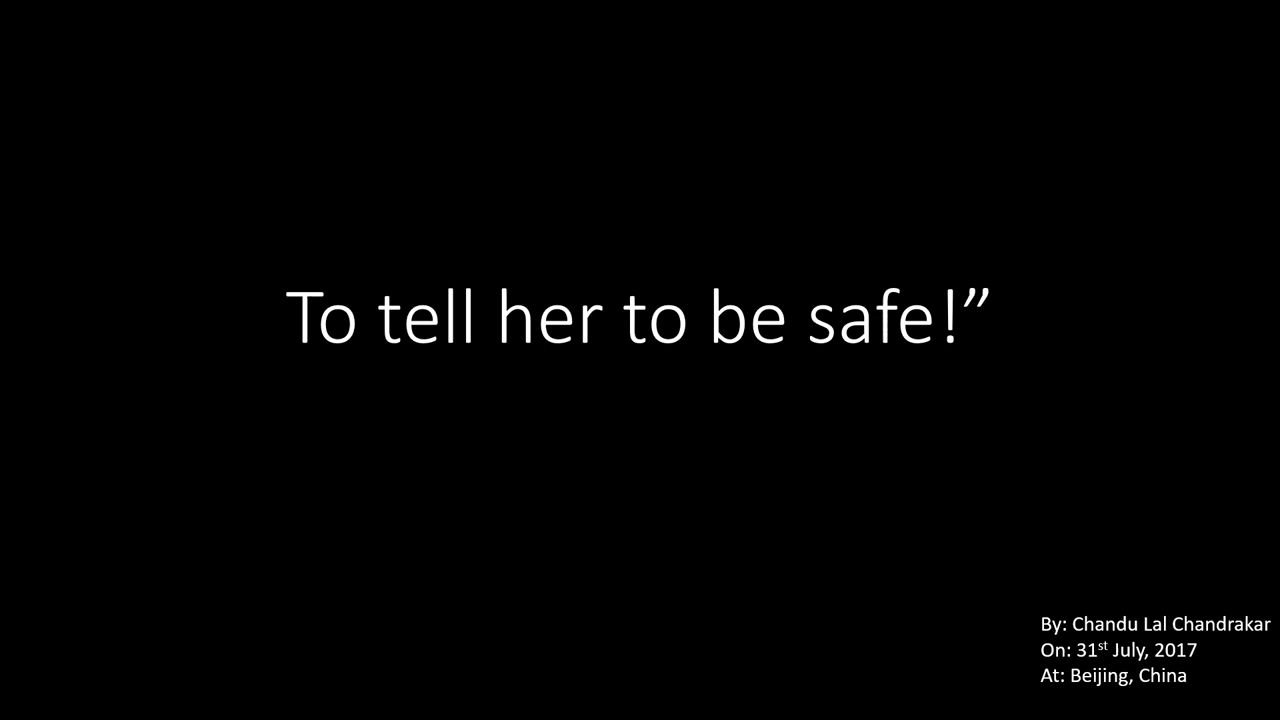 To tell her to be safe!”
By: Chandu Lal Chandrakar
On: 31st July, 2017
At: Beijing, China